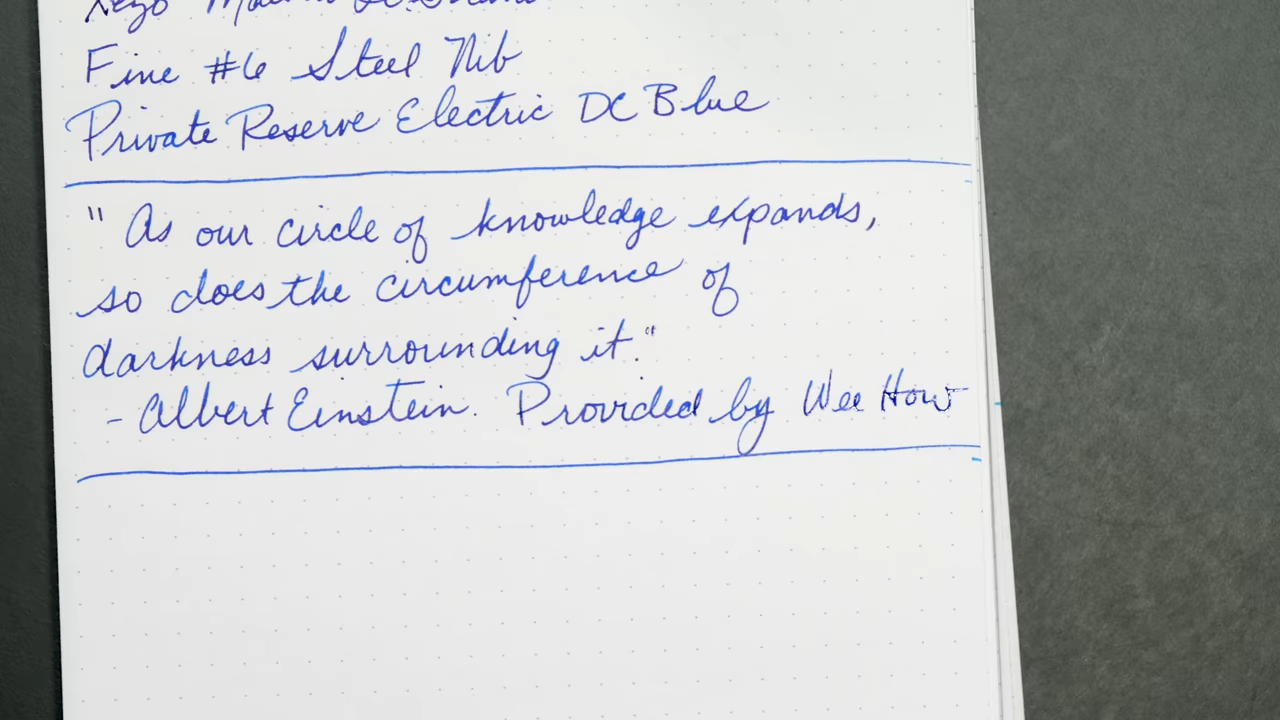 Fine #6 Steel Nib
Private Reserve Electric DC Blue
" As our circle of knowledge expands,
so does the circumference of
darkness surrounding it."
- Albert Einstein. Provided by Wee How